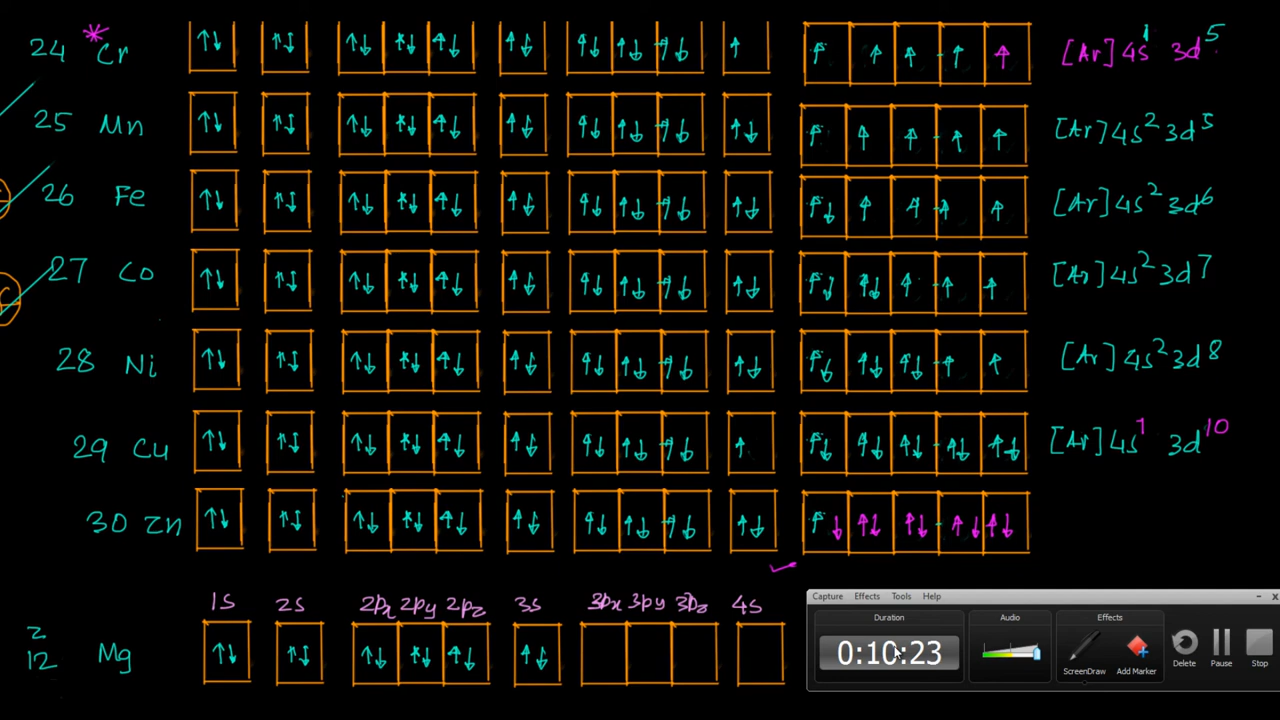 24 *Cr [Ar] 4s¹ 3d⁵
25 Mn [Ar] 4s² 3d⁵
26 Fe [Ar] 4s² 3d⁶
27 Co [Ar] 4s² 3d⁷
28 Ni [Ar] 4s² 3d⁸
29 Cu [Ar] 4s¹ 3d¹⁰
30 Zn
1s 2s 2px 2py 2pz 3s 3px 3py 3pz 4s
2
12 Mg
Capture Effects Tools Help
Duration Audio Effects
0:10:23
ScreenDraw Add Marker Delete Pause Stop